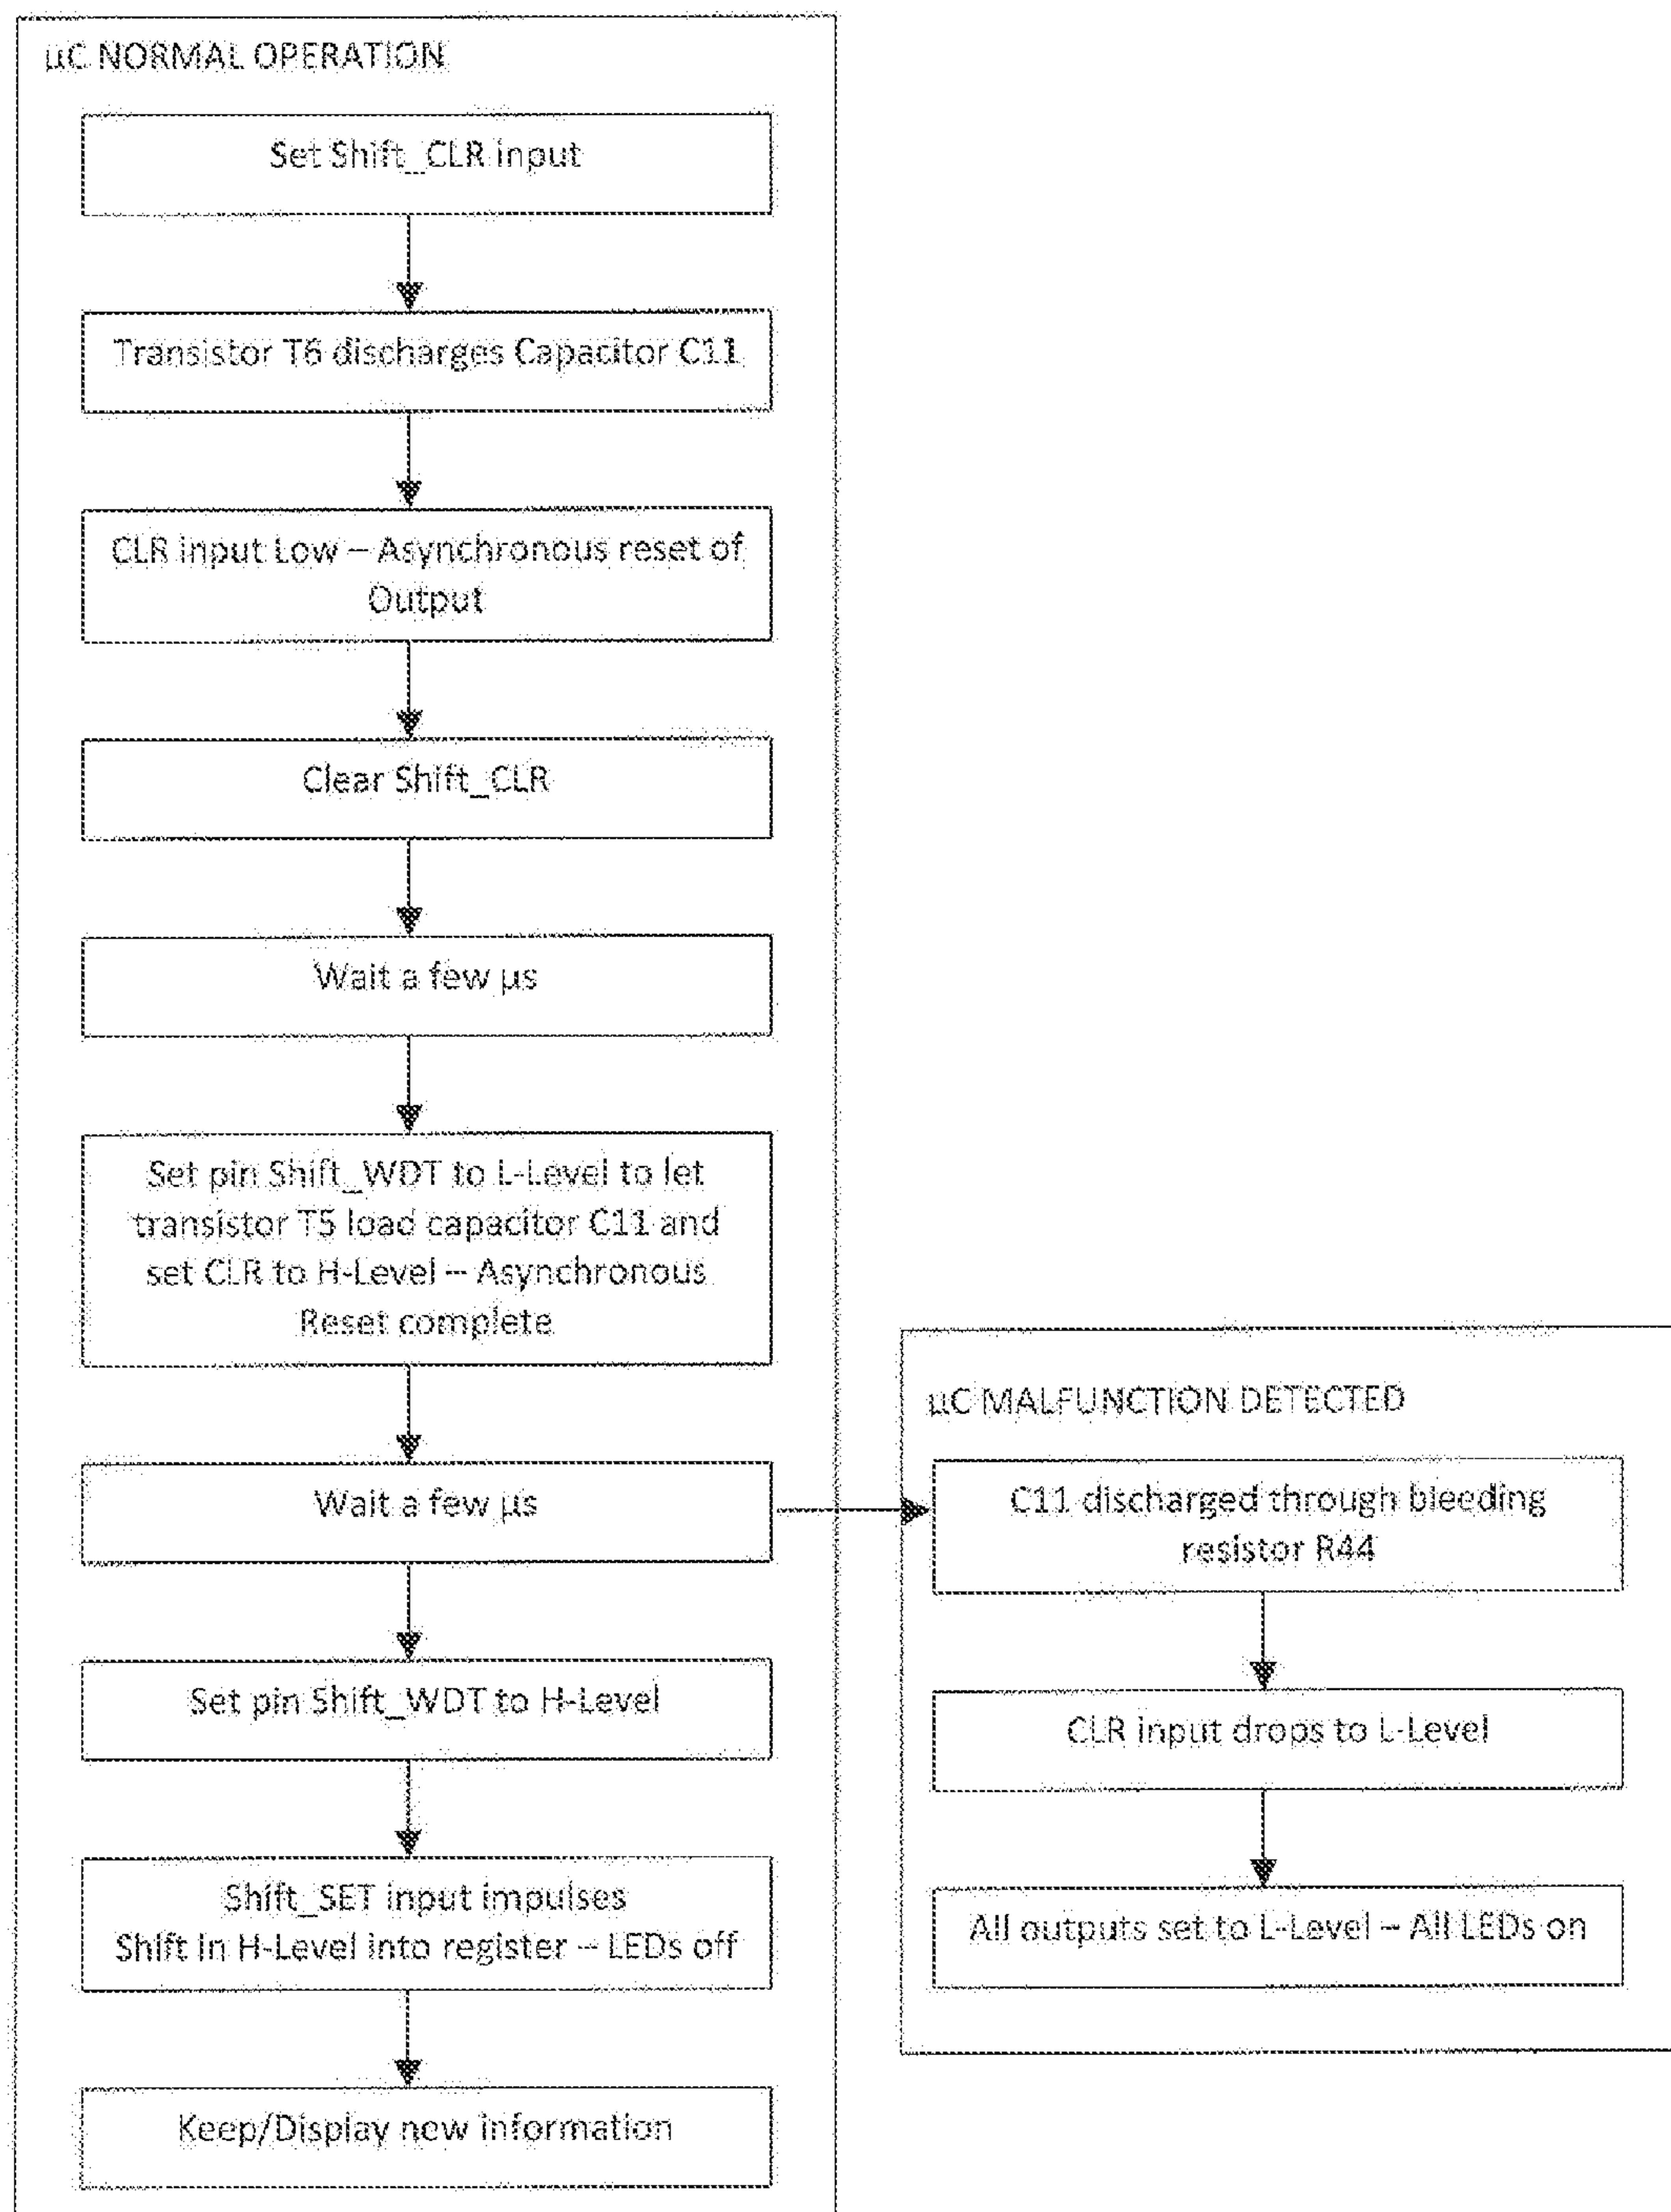 µC NORMAL OPERATION
Set Shift_CLR input
Transistor T6 discharges Capacitor C11
CLR input Low – Asynchronous reset of
Output
Clear Shift_CLR
Wait a few µs
Set pin Shift_WDT to L-Level to let
transistor T5 load capacitor C11 and
set CLR to H-Level – Asynchronous
Reset complete
Wait a few µs
Set pin Shift_WDT to H-Level
Shift_SET input impulses
Shift in H-Level into register – LEDs off
Keep/Display new information
µC MALFUNCTION DETECTED
C11 discharged through bleeding
resistor R44
CLR input drops to L-Level
All outputs set to L-Level – All LEDs on